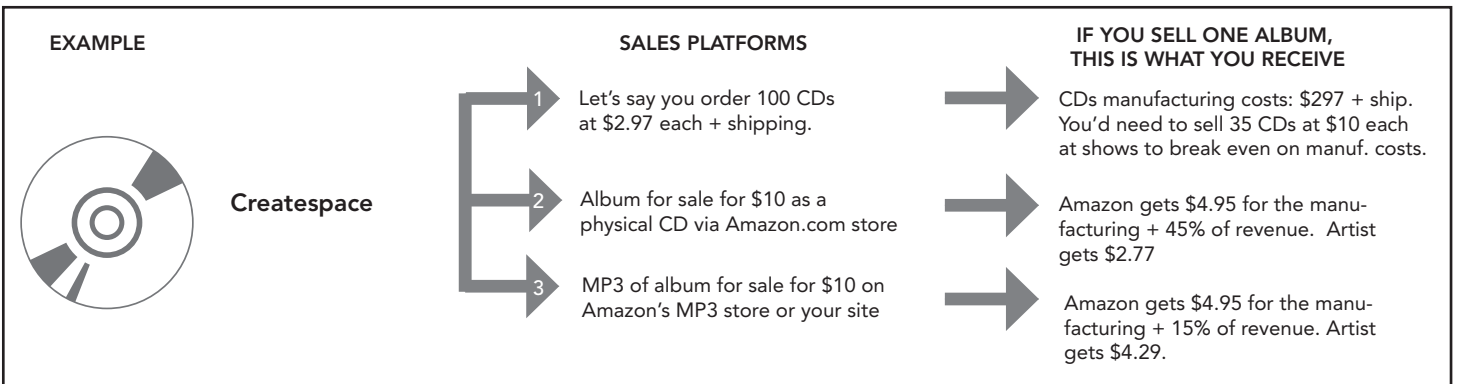 EXAMPLE
SALES PLATFORMS
IF YOU SELL ONE ALBUM,
THIS IS WHAT YOU RECEIVE
Createspace
1
Let's say you order 100 CDs
at $2.97 each + shipping.
CDs manufacturing costs: $297 + ship.
You'd need to sell 35 CDs at $10 each
at shows to break even on manuf. costs.
2
Album for sale for $10 as a
physical CD via Amazon.com store
Amazon gets $4.95 for the manu-
facturing + 45% of revenue. Artist
gets $2.77
3
MP3 of album for sale for $10 on
Amazon's MP3 store or your site
Amazon gets $4.95 for the manu-
facturing + 15% of revenue. Artist
gets $4.29.